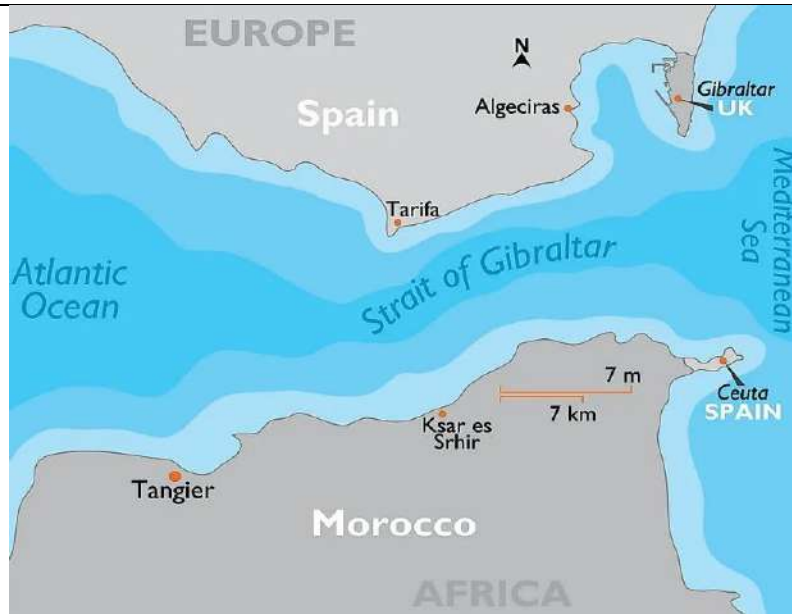 EUROPE
N
Spain
Algeciras
Gibraltar
UK
Tarifa
Mediterranean
Sea
Strait of Gibraltar
Atlantic
Ocean
7 m
7 km
Ceuta
SPAIN
Ksar es
Srhir
Tangier
Morocco
AFRICA